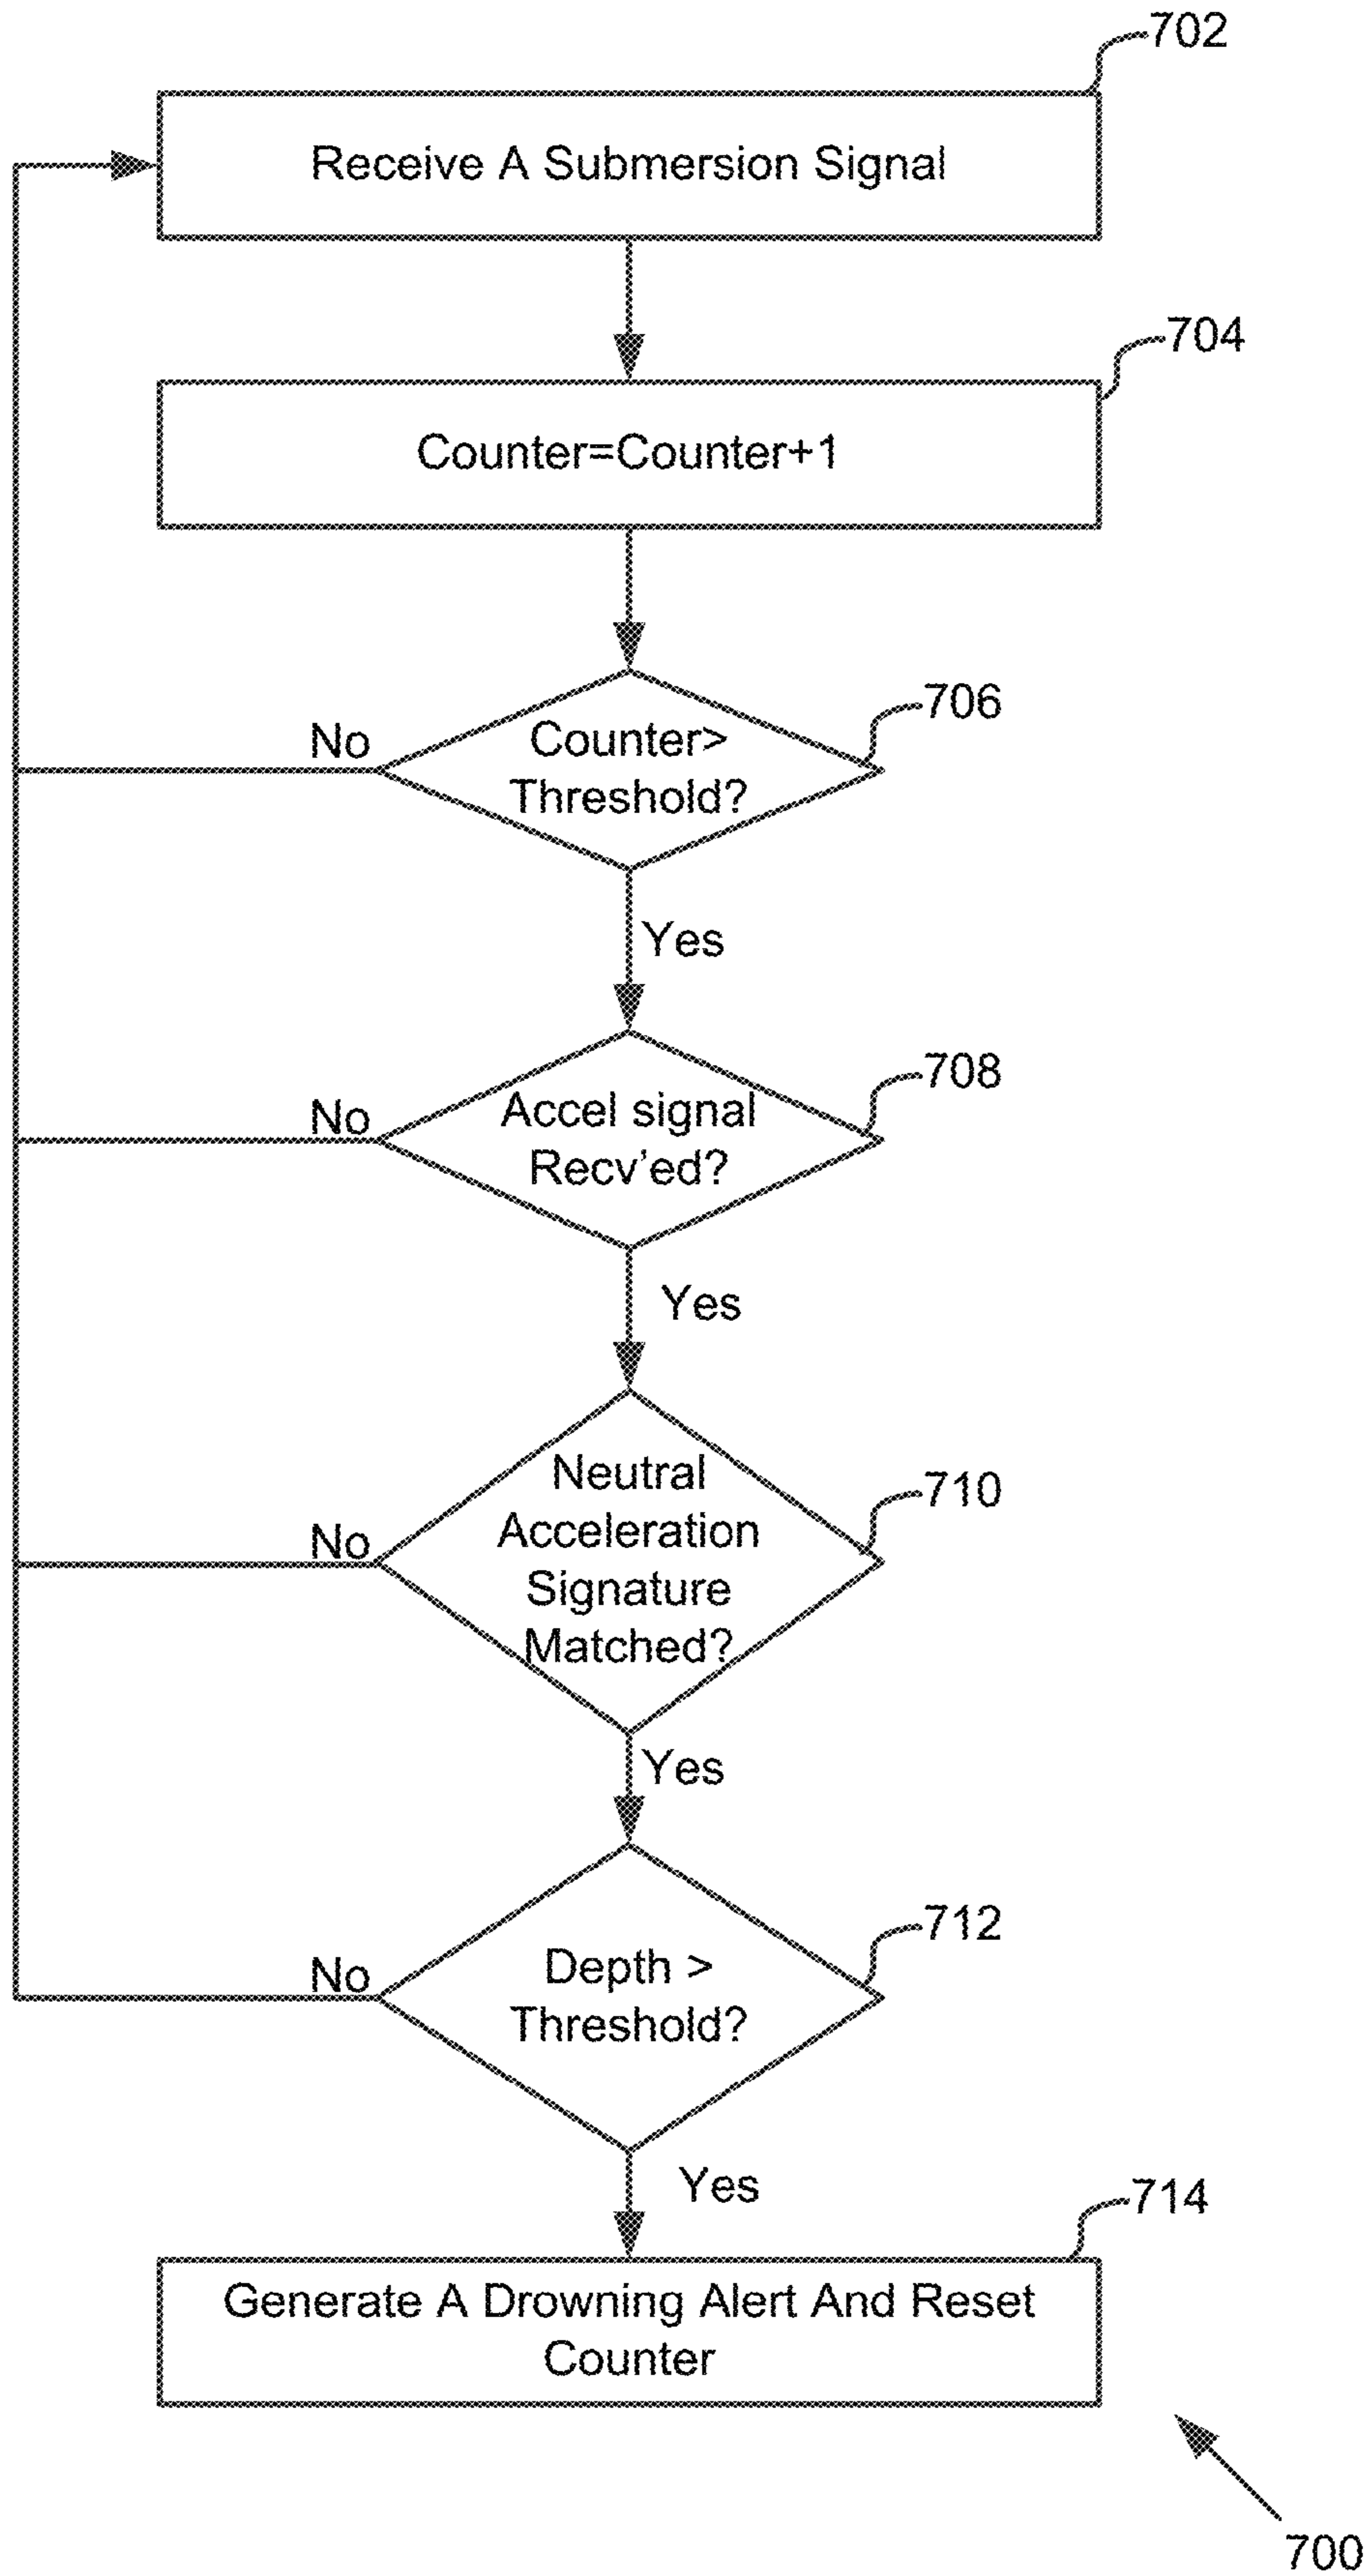 702
Receive A Submersion Signal
704
Counter=Counter+1
706
No
Counter>
Threshold?
Yes
708
No
Accel signal
Recv'ed?
Yes
Neutral
710
No
Acceleration
Signature
Matched?
Yes
712
No
Depth >
Threshold?
Yes
714
Generate A Drowning Alert And Reset
Counter
700